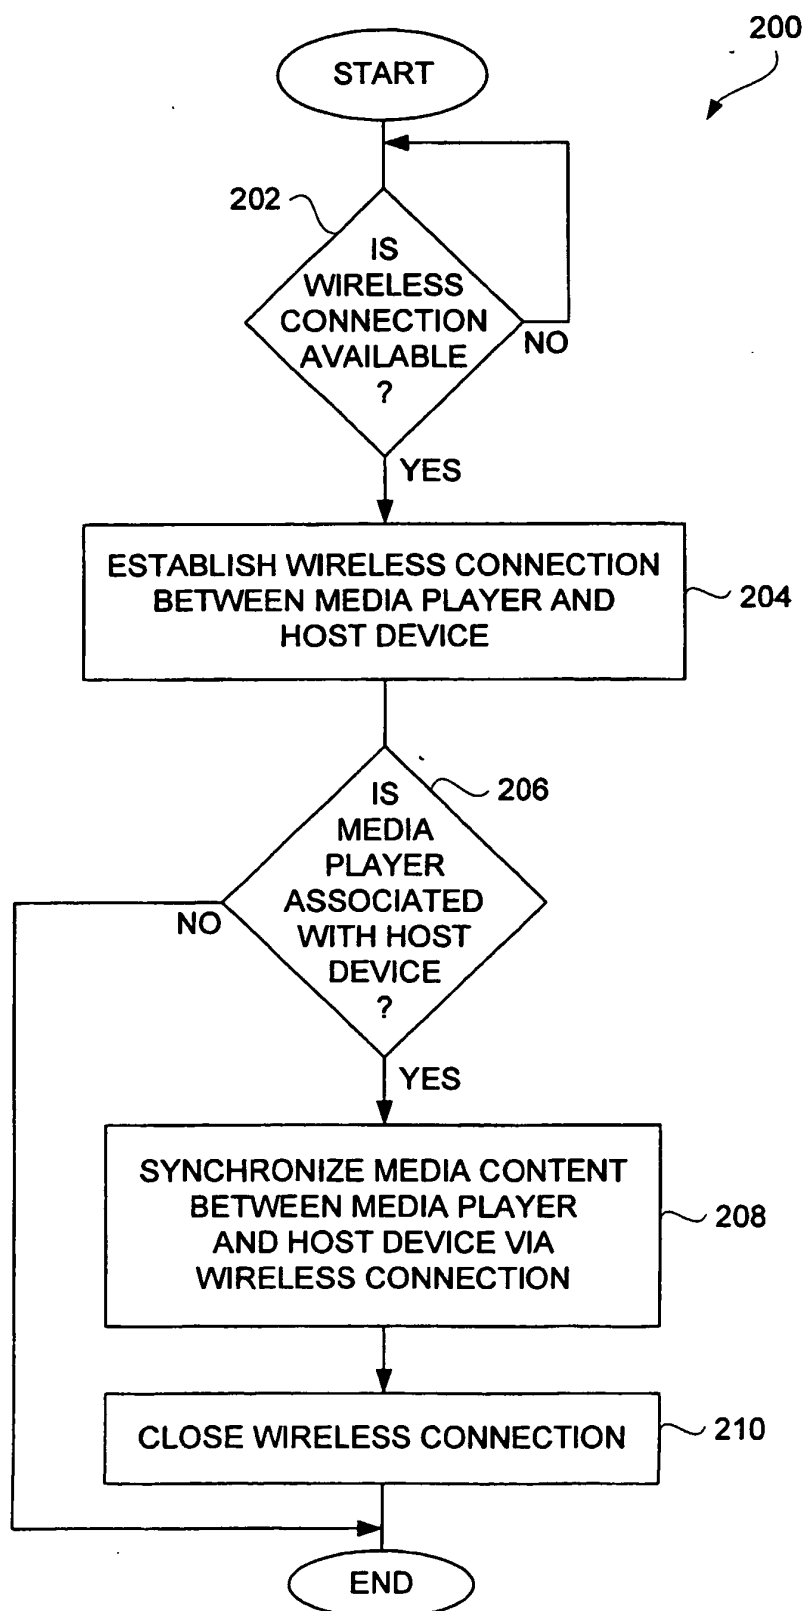 200
START
202
IS
WIRELESS
CONNECTION
AVAILABLE
?
NO
YES
ESTABLISH WIRELESS CONNECTION
BETWEEN MEDIA PLAYER AND
HOST DEVICE
204
206
IS
MEDIA
PLAYER
ASSOCIATED
WITH HOST
DEVICE
?
NO
YES
SYNCHRONIZE MEDIA CONTENT
BETWEEN MEDIA PLAYER
AND HOST DEVICE VIA
WIRELESS CONNECTION
208
CLOSE WIRELESS CONNECTION
210
END